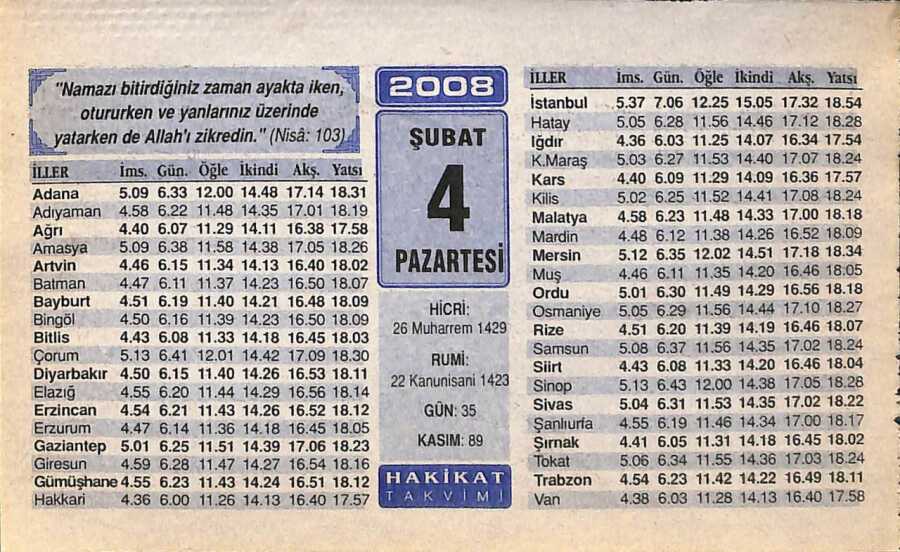 "Namazı bitirdiğiniz zaman ayakta iken,
otururken ve yanlarınız üzerinde
yatarken de Allah'ı zikredin." (Nisâ: 103)
İLLER İms. Gün. Öğle İkindi Akş. Yatsı
Adana 5.09 6.33 12.00 14.48 17.14 18.31
Adıyaman 4.58 6.22 11.48 14.35 17.01 18.19
Ağrı 4.40 6.07 11.29 14.11 16.38 17.58
Amasya 5.09 6.38 11.58 14.38 17.05 18.26
Artvin 4.46 6.15 11.34 14.13 16.40 18.02
Batman 4.47 6.11 11.37 14.23 16.50 18.07
Bayburt 4.51 6.19 11.40 14.21 16.48 18.09
Bingöl 4.50 6.16 11.39 14.23 16.50 18.09
Bitlis 4.43 6.08 11.33 14.18 16.45 18.03
Çorum 5.13 6.41 12.01 14.42 17.09 18.30
Diyarbakır 4.50 6.15 11.40 14.26 16.53 18.11
Elazığ 4.55 6.20 11.44 14.29 16.56 18.14
Erzincan 4.54 6.21 11.43 14.26 16.52 18.12
Erzurum 4.47 6.14 11.36 14.18 16.45 18.05
Gaziantep 5.01 6.25 11.51 14.39 17.06 18.23
Giresun 4.59 6.28 11.47 14.27 16.54 18.16
Gümüşhane 4.55 6.23 11.43 14.24 16.51 18.12
Hakkari 4.36 6.00 11.26 14.13 16.40 17.57
2008
ŞUBAT
4
PAZARTESİ
HİCRİ:
26 Muharrem 1429
RUMİ:
22 Kanunisani 1423
GÜN: 35
KASIM: 89
HAKİKAT
TAKVİMİ
İLLER İms. Gün. Öğle İkindi Akş. Yatsı
İstanbul 5.37 7.06 12.25 15.05 17.32 18.54
Hatay 5.05 6.28 11.56 14.46 17.12 18.28
Iğdır 4.36 6.03 11.25 14.07 16.34 17.54
K.Maraş 5.03 6.27 11.53 14.40 17.07 18.24
Kars 4.40 6.09 11.29 14.09 16.36 17.57
Kilis 5.02 6.25 11.52 14.41 17.08 18.24
Malatya 4.58 6.23 11.48 14.33 17.00 18.18
Mardin 4.48 6.12 11.38 14.26 16.52 18.09
Mersin 5.12 6.35 12.02 14.51 17.18 18.34
Muş 4.46 6.11 11.35 14.20 16.46 18.05
Ordu 5.01 6.30 11.49 14.29 16.56 18.18
Osmaniye 5.05 6.29 11.56 14.44 17.10 18.27
Rize 4.51 6.20 11.39 14.19 16.46 18.07
Samsun 5.08 6.37 11.56 14.35 17.02 18.24
Siirt 4.43 6.08 11.33 14.20 16.46 18.04
Sinop 5.13 6.43 12.00 14.38 17.05 18.28
Sivas 5.04 6.31 11.53 14.35 17.02 18.22
Şanlıurfa 4.55 6.19 11.46 14.34 17.00 18.17
Şırnak 4.41 6.05 11.31 14.18 16.45 18.02
Tokat 5.06 6.34 11.55 14.36 17.03 18.24
Trabzon 4.54 6.23 11.42 14.22 16.49 18.11
Van 4.38 6.03 11.28 14.13 16.40 17.58